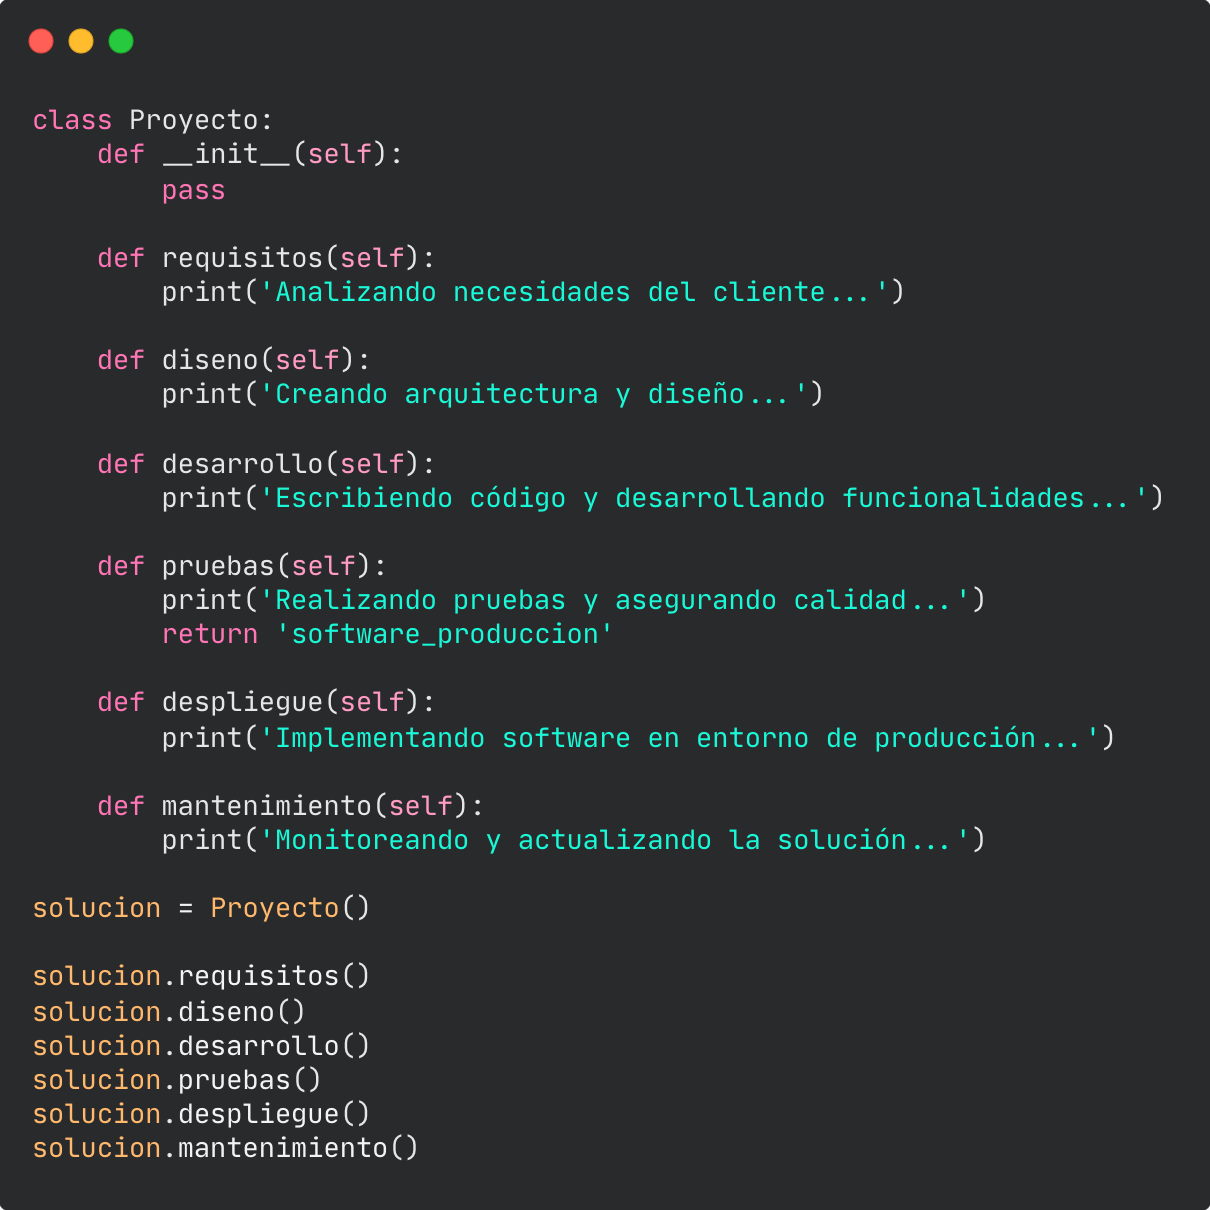 class Proyecto:
    def __init__(self):
        pass

    def requisitos(self):
        print('Analizando necesidades del cliente...')

    def diseno(self):
        print('Creando arquitectura y diseño...')

    def desarrollo(self):
        print('Escribiendo código y desarrollando funcionalidades...')

    def pruebas(self):
        print('Realizando pruebas y asegurando calidad...')
        return 'software_produccion'

    def despliegue(self):
        print('Implementando software en entorno de producción...')

    def mantenimiento(self):
        print('Monitoreando y actualizando la solución...')

solucion = Proyecto()

solucion.requisitos()
solucion.diseno()
solucion.desarrollo()
solucion.pruebas()
solucion.despliegue()
solucion.mantenimiento()